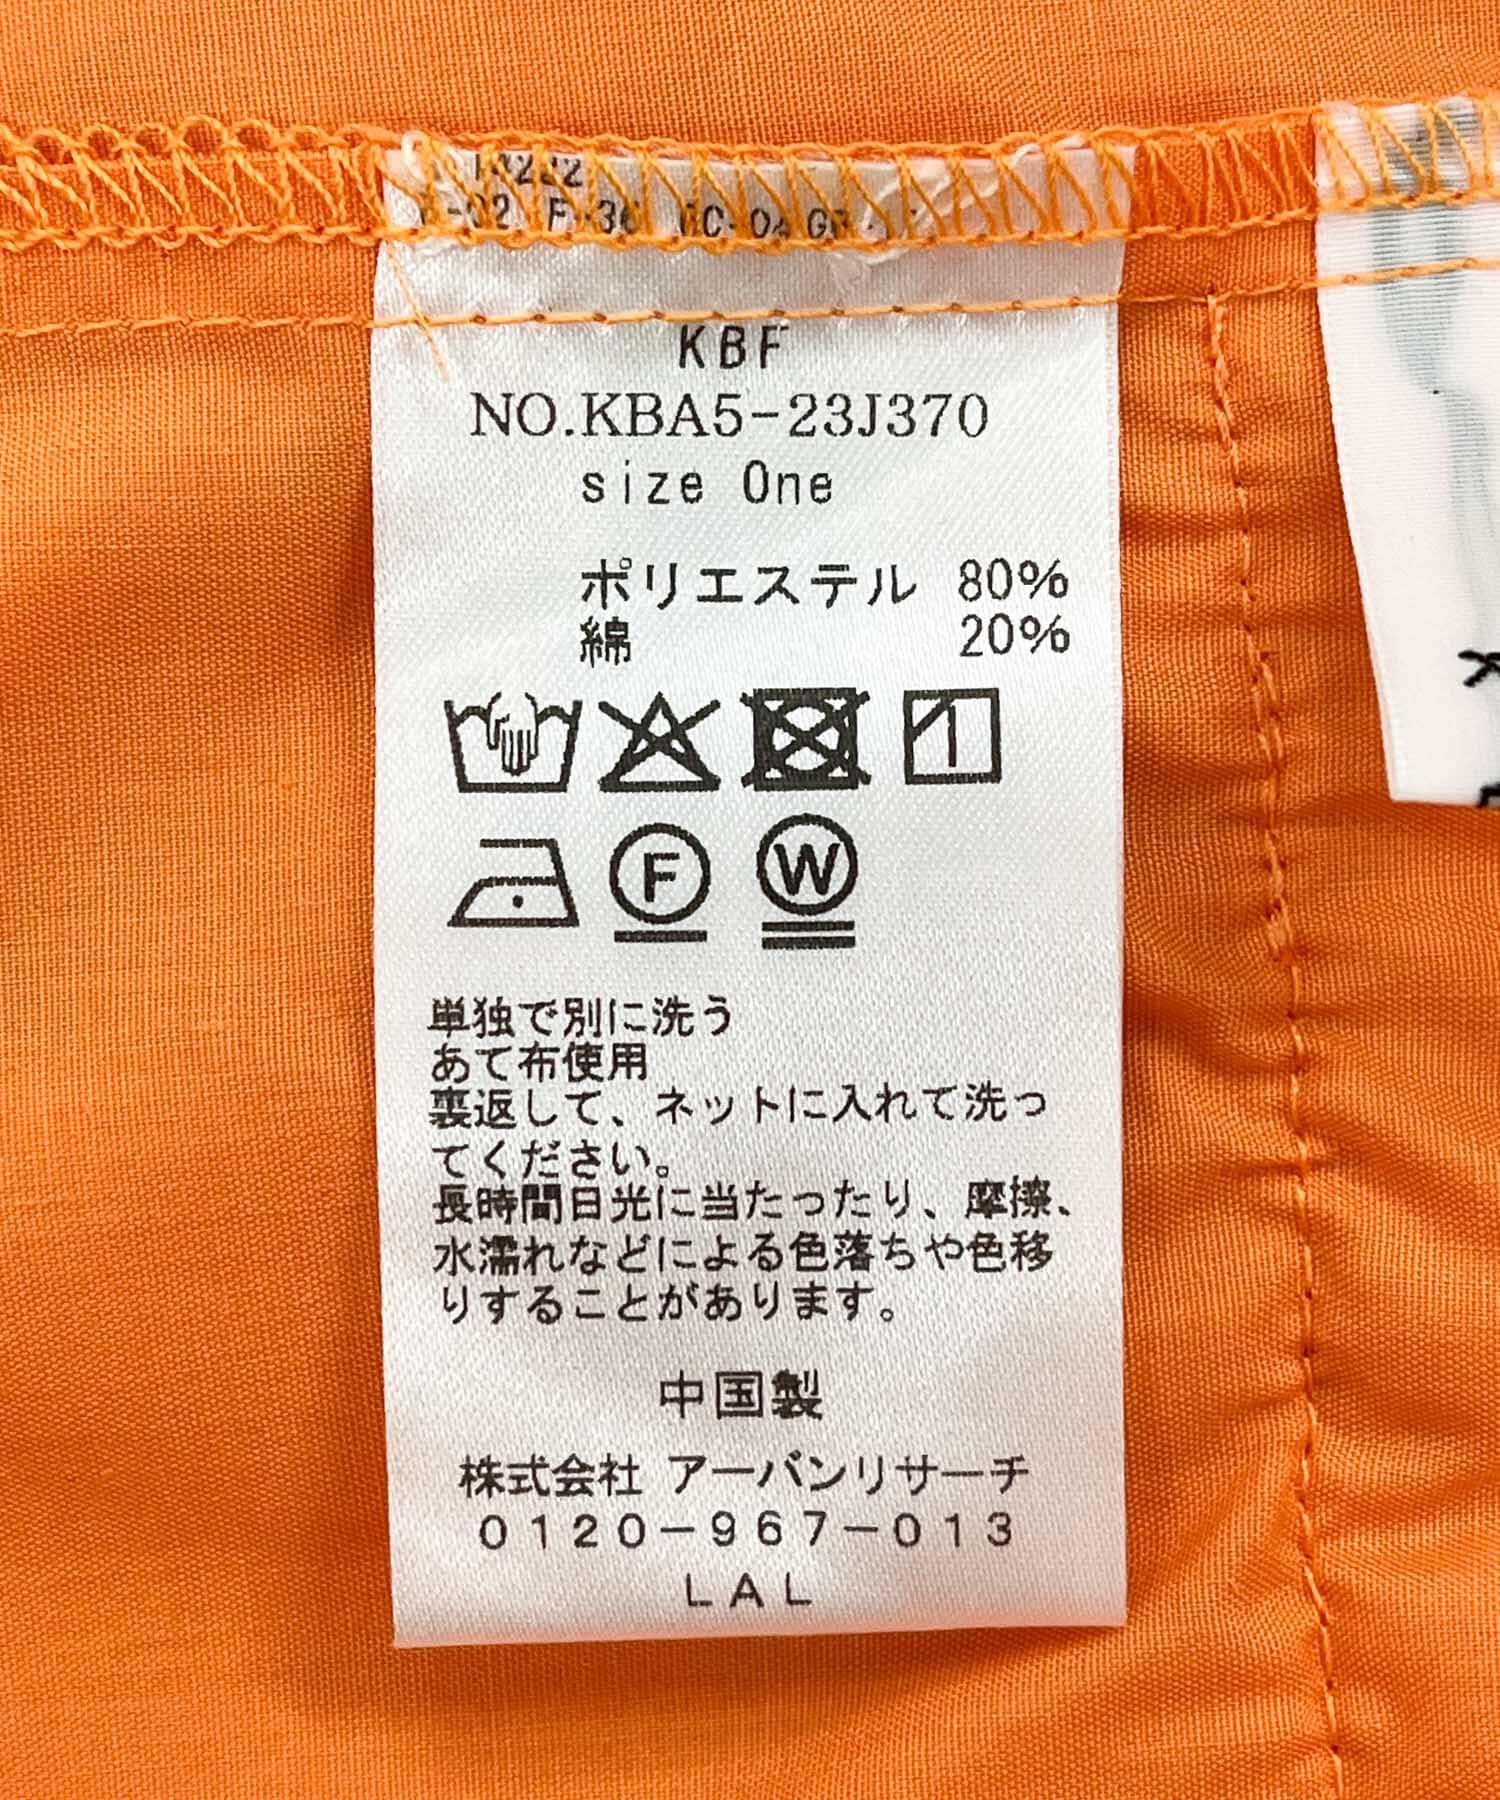 KBF
NO.KBA5-23J370
size One
ポリエステル 80%
綿 20%
単独で別に洗う
あて布使用
裏返して、ネットに入れて洗っ
てください。
長時間日光に当たったり、摩擦、
水濡れなどによる色落ちや色移
りすることがあります。
中国製
株式会社 アーバンリサーチ
0120-967-013
LAL